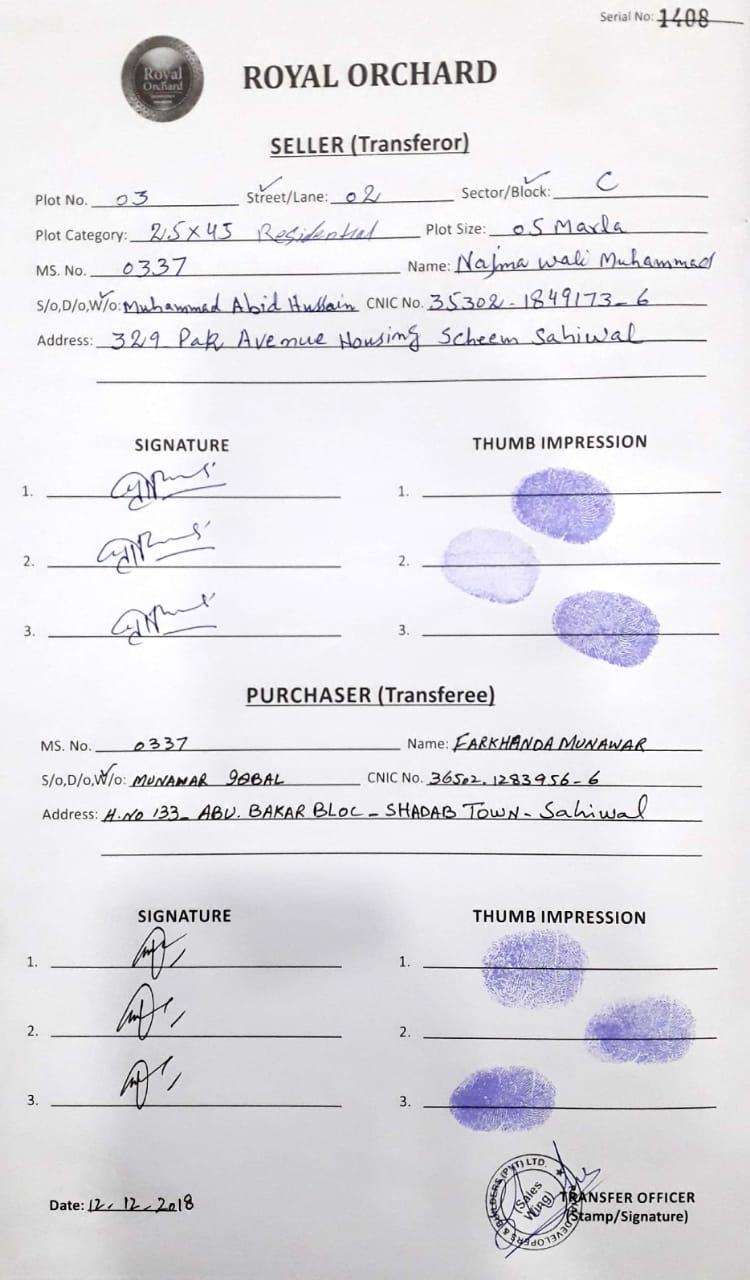 Serial No: 1408
Royal
Orchard
ROYAL ORCHARD
SELLER (Transferor)
Plot No. 03 Street/Lane: 02 Sector/Block: C
Plot Category: 25x45 Residential Plot Size: 05 Marla
MS. No. 0337 Name: Najma Wali Muhammad
S/o,D/o,W/o: Muhammad Abid Hussain CNIC No. 35302-1849173-6
Address: 329 Pak Avenue Housing Scheem Sahiwal
SIGNATURE THUMB IMPRESSION
1. 1.
2. 2.
3. 3.
PURCHASER (Transferee)
MS. No. 0337 Name: FARKHANDA MUNAWAR
S/o,D/o,W/o: MUNAWAR IQBAL CNIC No. 36502.1283956-6
Address: H.NO 133- ABU. BAKAR BLOC - SHADAB TOWN - Sahiwal
SIGNATURE THUMB IMPRESSION
1. 1.
2. 2.
3. 3.
DEVELOPERS & BUILDERS (PVT) LTD.
(Sales
Wing)
Date: 12.12.2018 TRANSFER OFFICER
(Stamp/Signature)